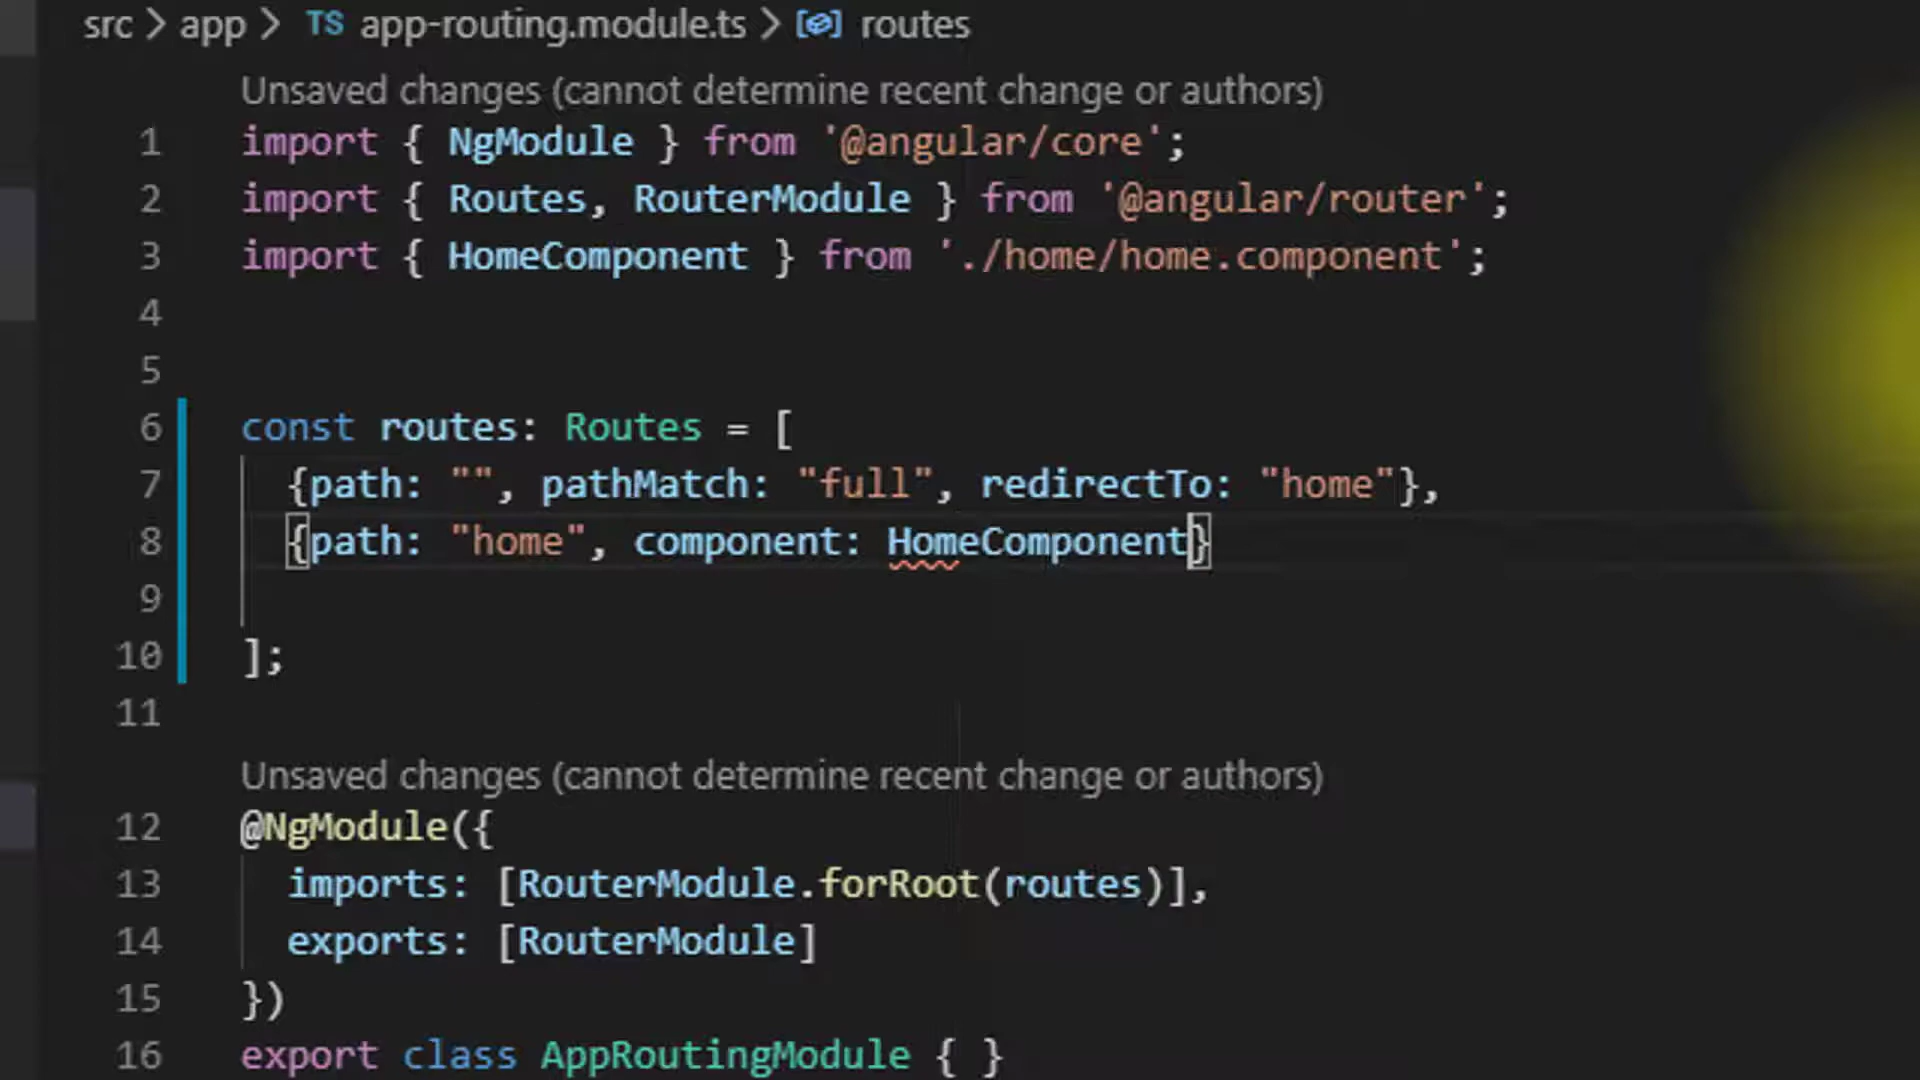 src > app > TS app-routing.module.ts > routes
Unsaved changes (cannot determine recent change or authors)
1 import { NgModule } from '@angular/core';
2 import { Routes, RouterModule } from '@angular/router';
3 import { HomeComponent } from './home/home.component';
4
5
6 const routes: Routes = [
7 {path: "", pathMatch: "full", redirectTo: "home"},
8 {path: "home", component: HomeComponent}
9
10 ];
11
Unsaved changes (cannot determine recent change or authors)
12 @NgModule({
13 imports: [RouterModule.forRoot(routes)],
14 exports: [RouterModule]
15 })
16 export class AppRoutingModule { }